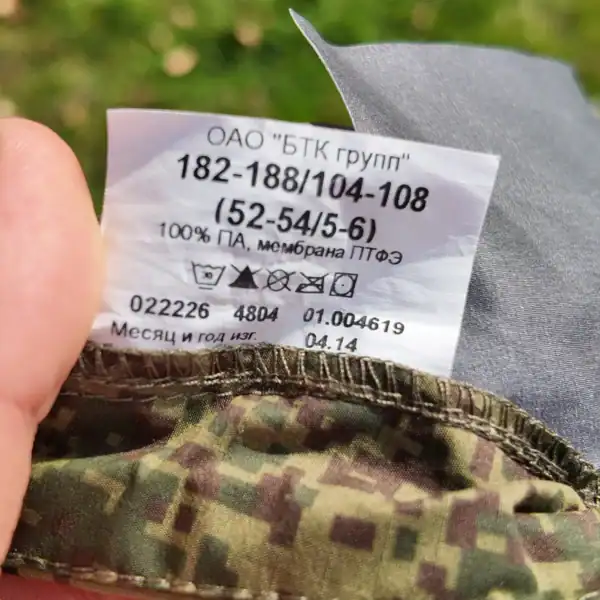 ОАО "БТК групп"
182-188/104-108
(52-54/5-6)
100% ПА, мембрана ПТФЭ
022226 4804 01.004619
Месяц и год изг. 04.14